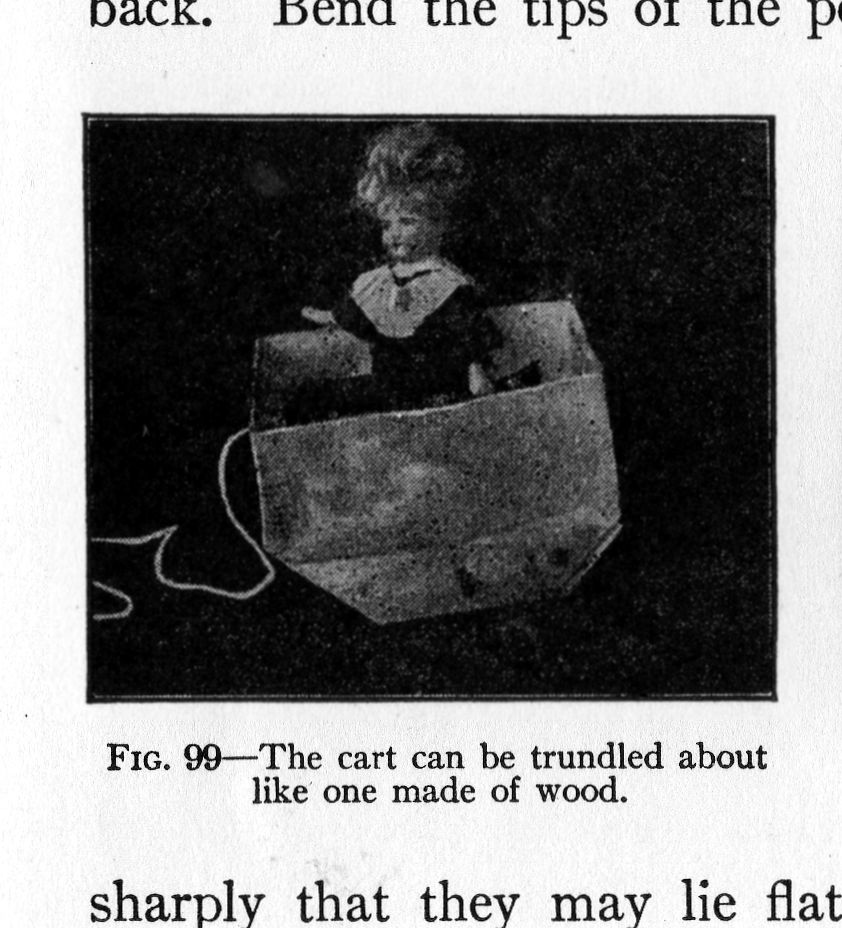 back. Bend the tips of the
FIG. 99—The cart can be trundled about
like one made of wood.
sharply that they may lie flat